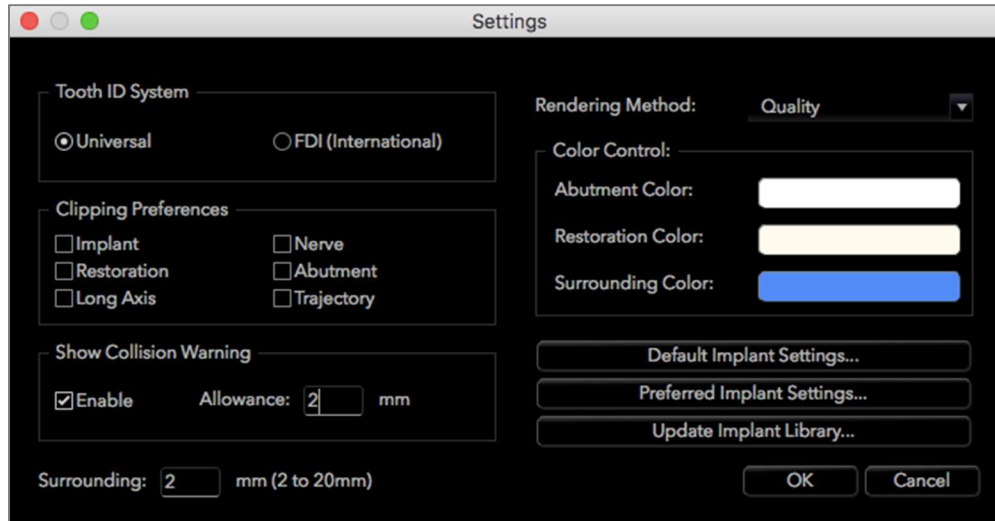 Settings
Tooth ID System
Universal
FDI (International)
Clipping Preferences
Implant
Nerve
Restoration
Abutment
Long Axis
Trajectory
Show Collision Warning
Enable
Allowance: 2 mm
Surrounding: 2 mm (2 to 20mm)
Rendering Method: Quality
Color Control:
Abutment Color:
Restoration Color:
Surrounding Color:
Default Implant Settings...
Preferred Implant Settings...
Update Implant Library...
OK
Cancel